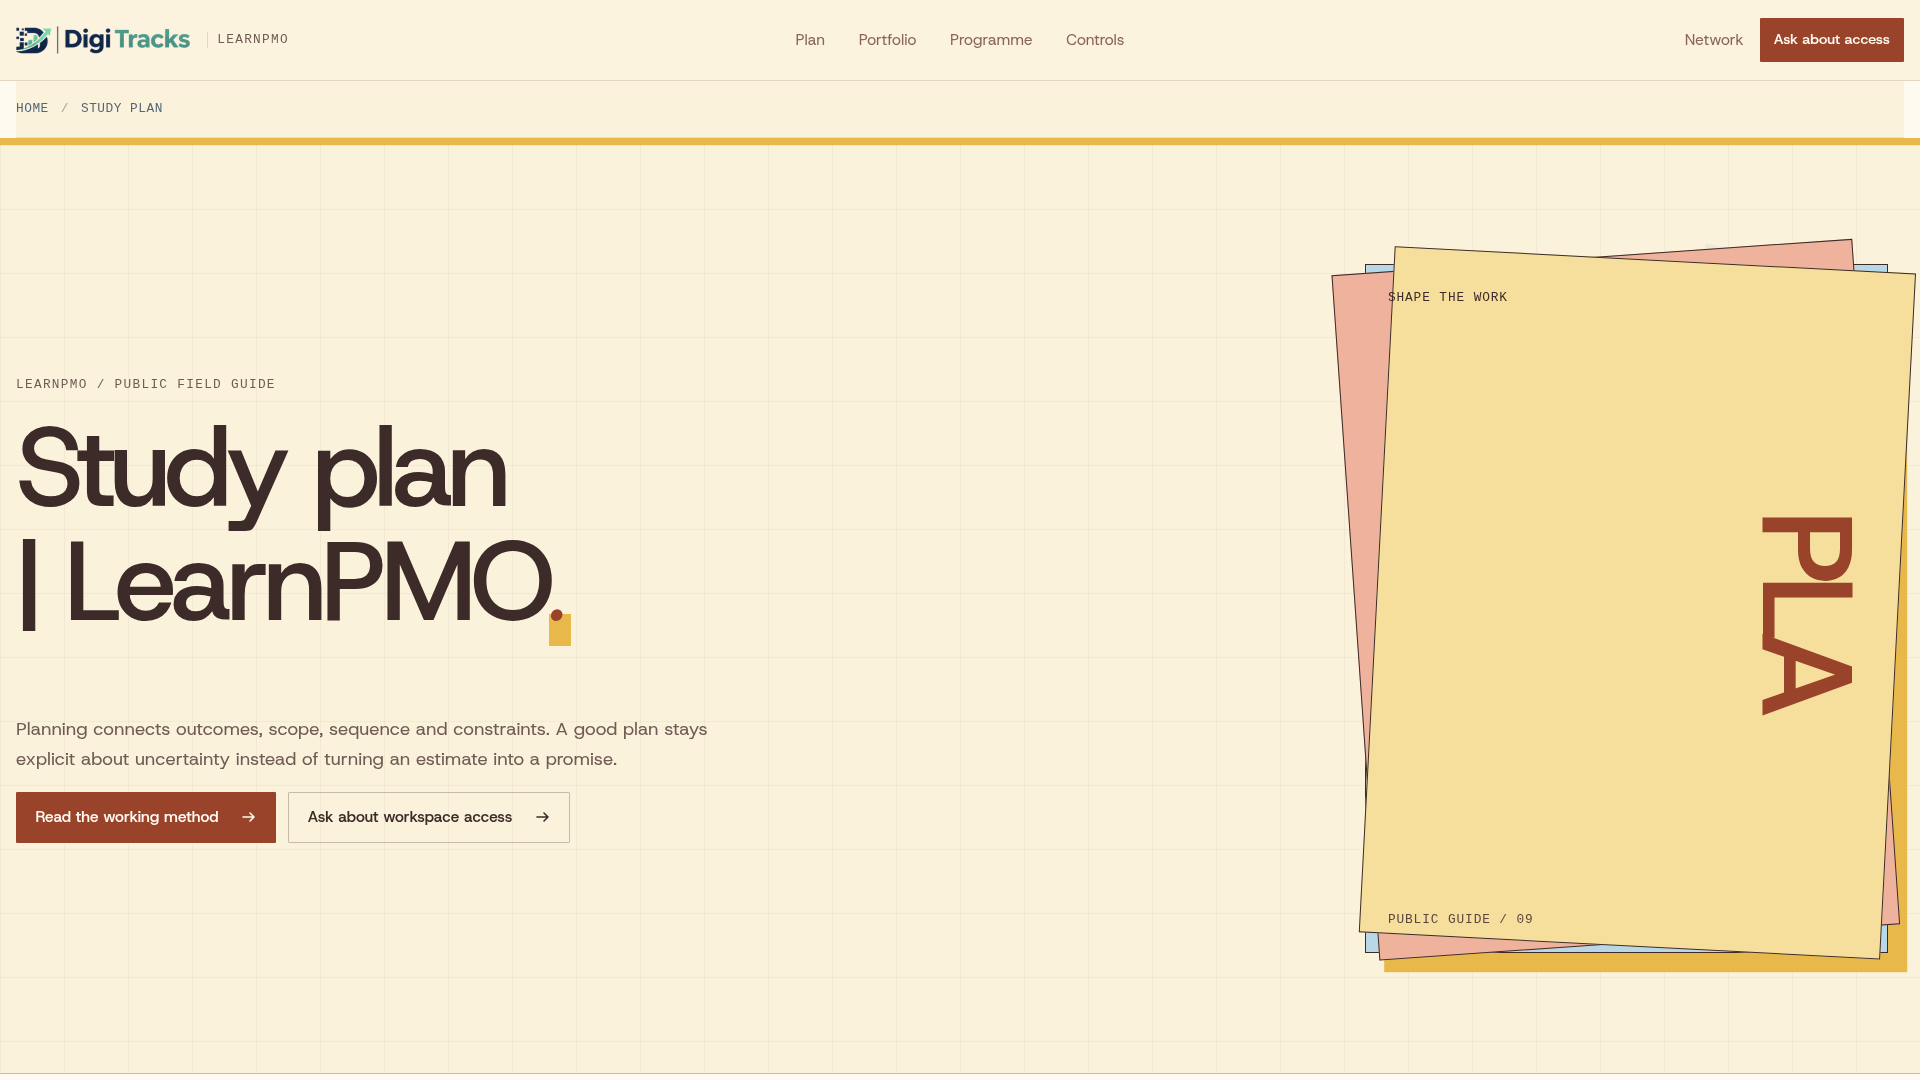 Digi Tracks
LEARNPMO
Plan
Portfolio
Programme
Controls
Network
Ask about access
HOME / STUDY PLAN
LEARNPMO / PUBLIC FIELD GUIDE
Study plan
| LearnPMO.
Planning connects outcomes, scope, sequence and constraints. A good plan stays
explicit about uncertainty instead of turning an estimate into a promise.
Read the working method →
Ask about workspace access →
SHAPE THE WORK
PLA
PUBLIC GUIDE / 09